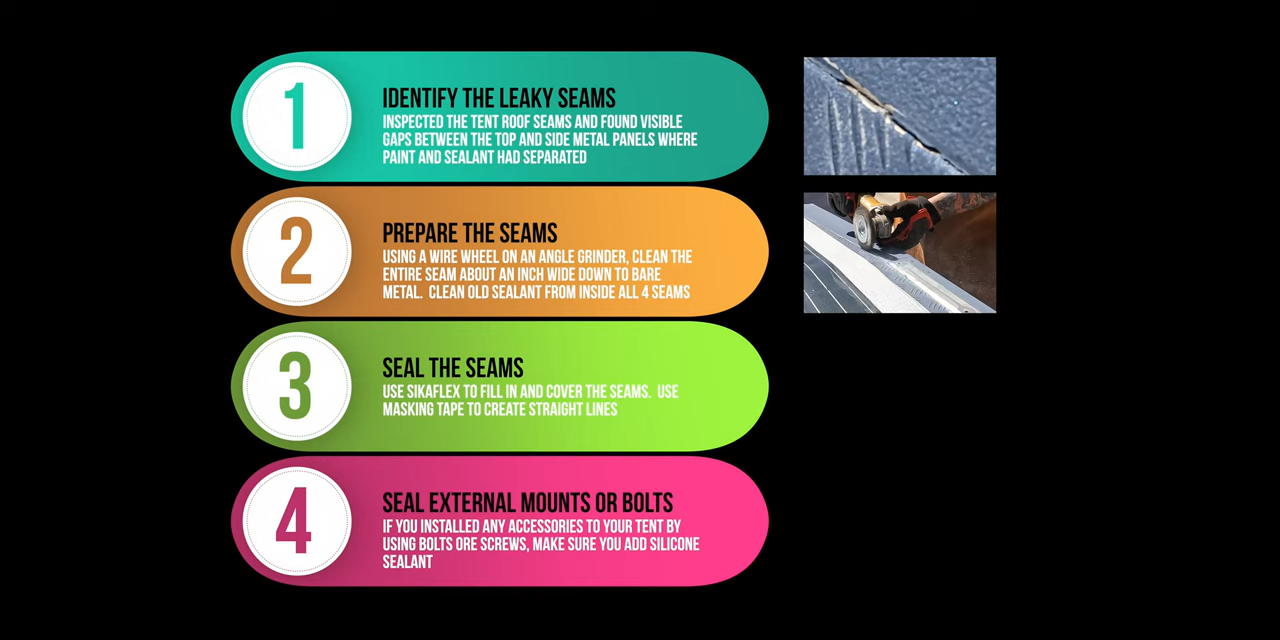 1
IDENTIFY THE LEAKY SEAMS
INSPECTED THE TENT ROOF SEAMS AND FOUND VISIBLE
GAPS BETWEEN THE TOP AND SIDE METAL PANELS WHERE
PAINT AND SEALANT HAD SEPARATED
2
PREPARE THE SEAMS
USING A WIRE WHEEL ON AN ANGLE GRINDER, CLEAN THE
ENTIRE SEAM ABOUT AN INCH WIDE DOWN TO BARE
METAL. CLEAN OLD SEALANT FROM INSIDE ALL 4 SEAMS
3
SEAL THE SEAMS
USE SIKAFLEX TO FILL IN AND COVER THE SEAMS. USE
MASKING TAPE TO CREATE STRAIGHT LINES
4
SEAL EXTERNAL MOUNTS OR BOLTS
IF YOU INSTALLED ANY ACCESSORIES TO YOUR TENT BY
USING BOLTS ORE SCREWS, MAKE SURE YOU ADD SILICONE
SEALANT